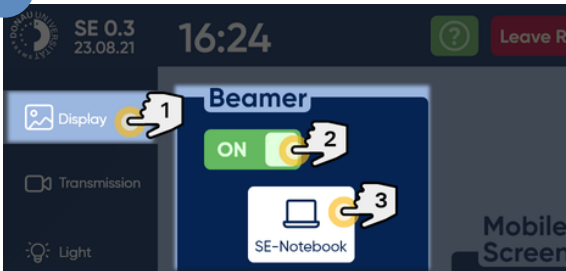 SE 0.3
23.08.21
16:24
?
Leave R
Display
1
Beamer
ON
2
Transmission
3
SE-Notebook
Light
Mobile
Screen